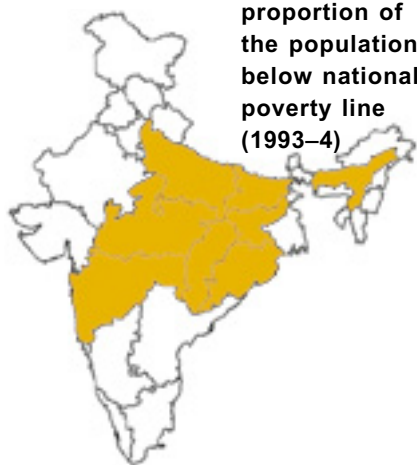 proportion of
the population
below national
poverty line
(1993–4)